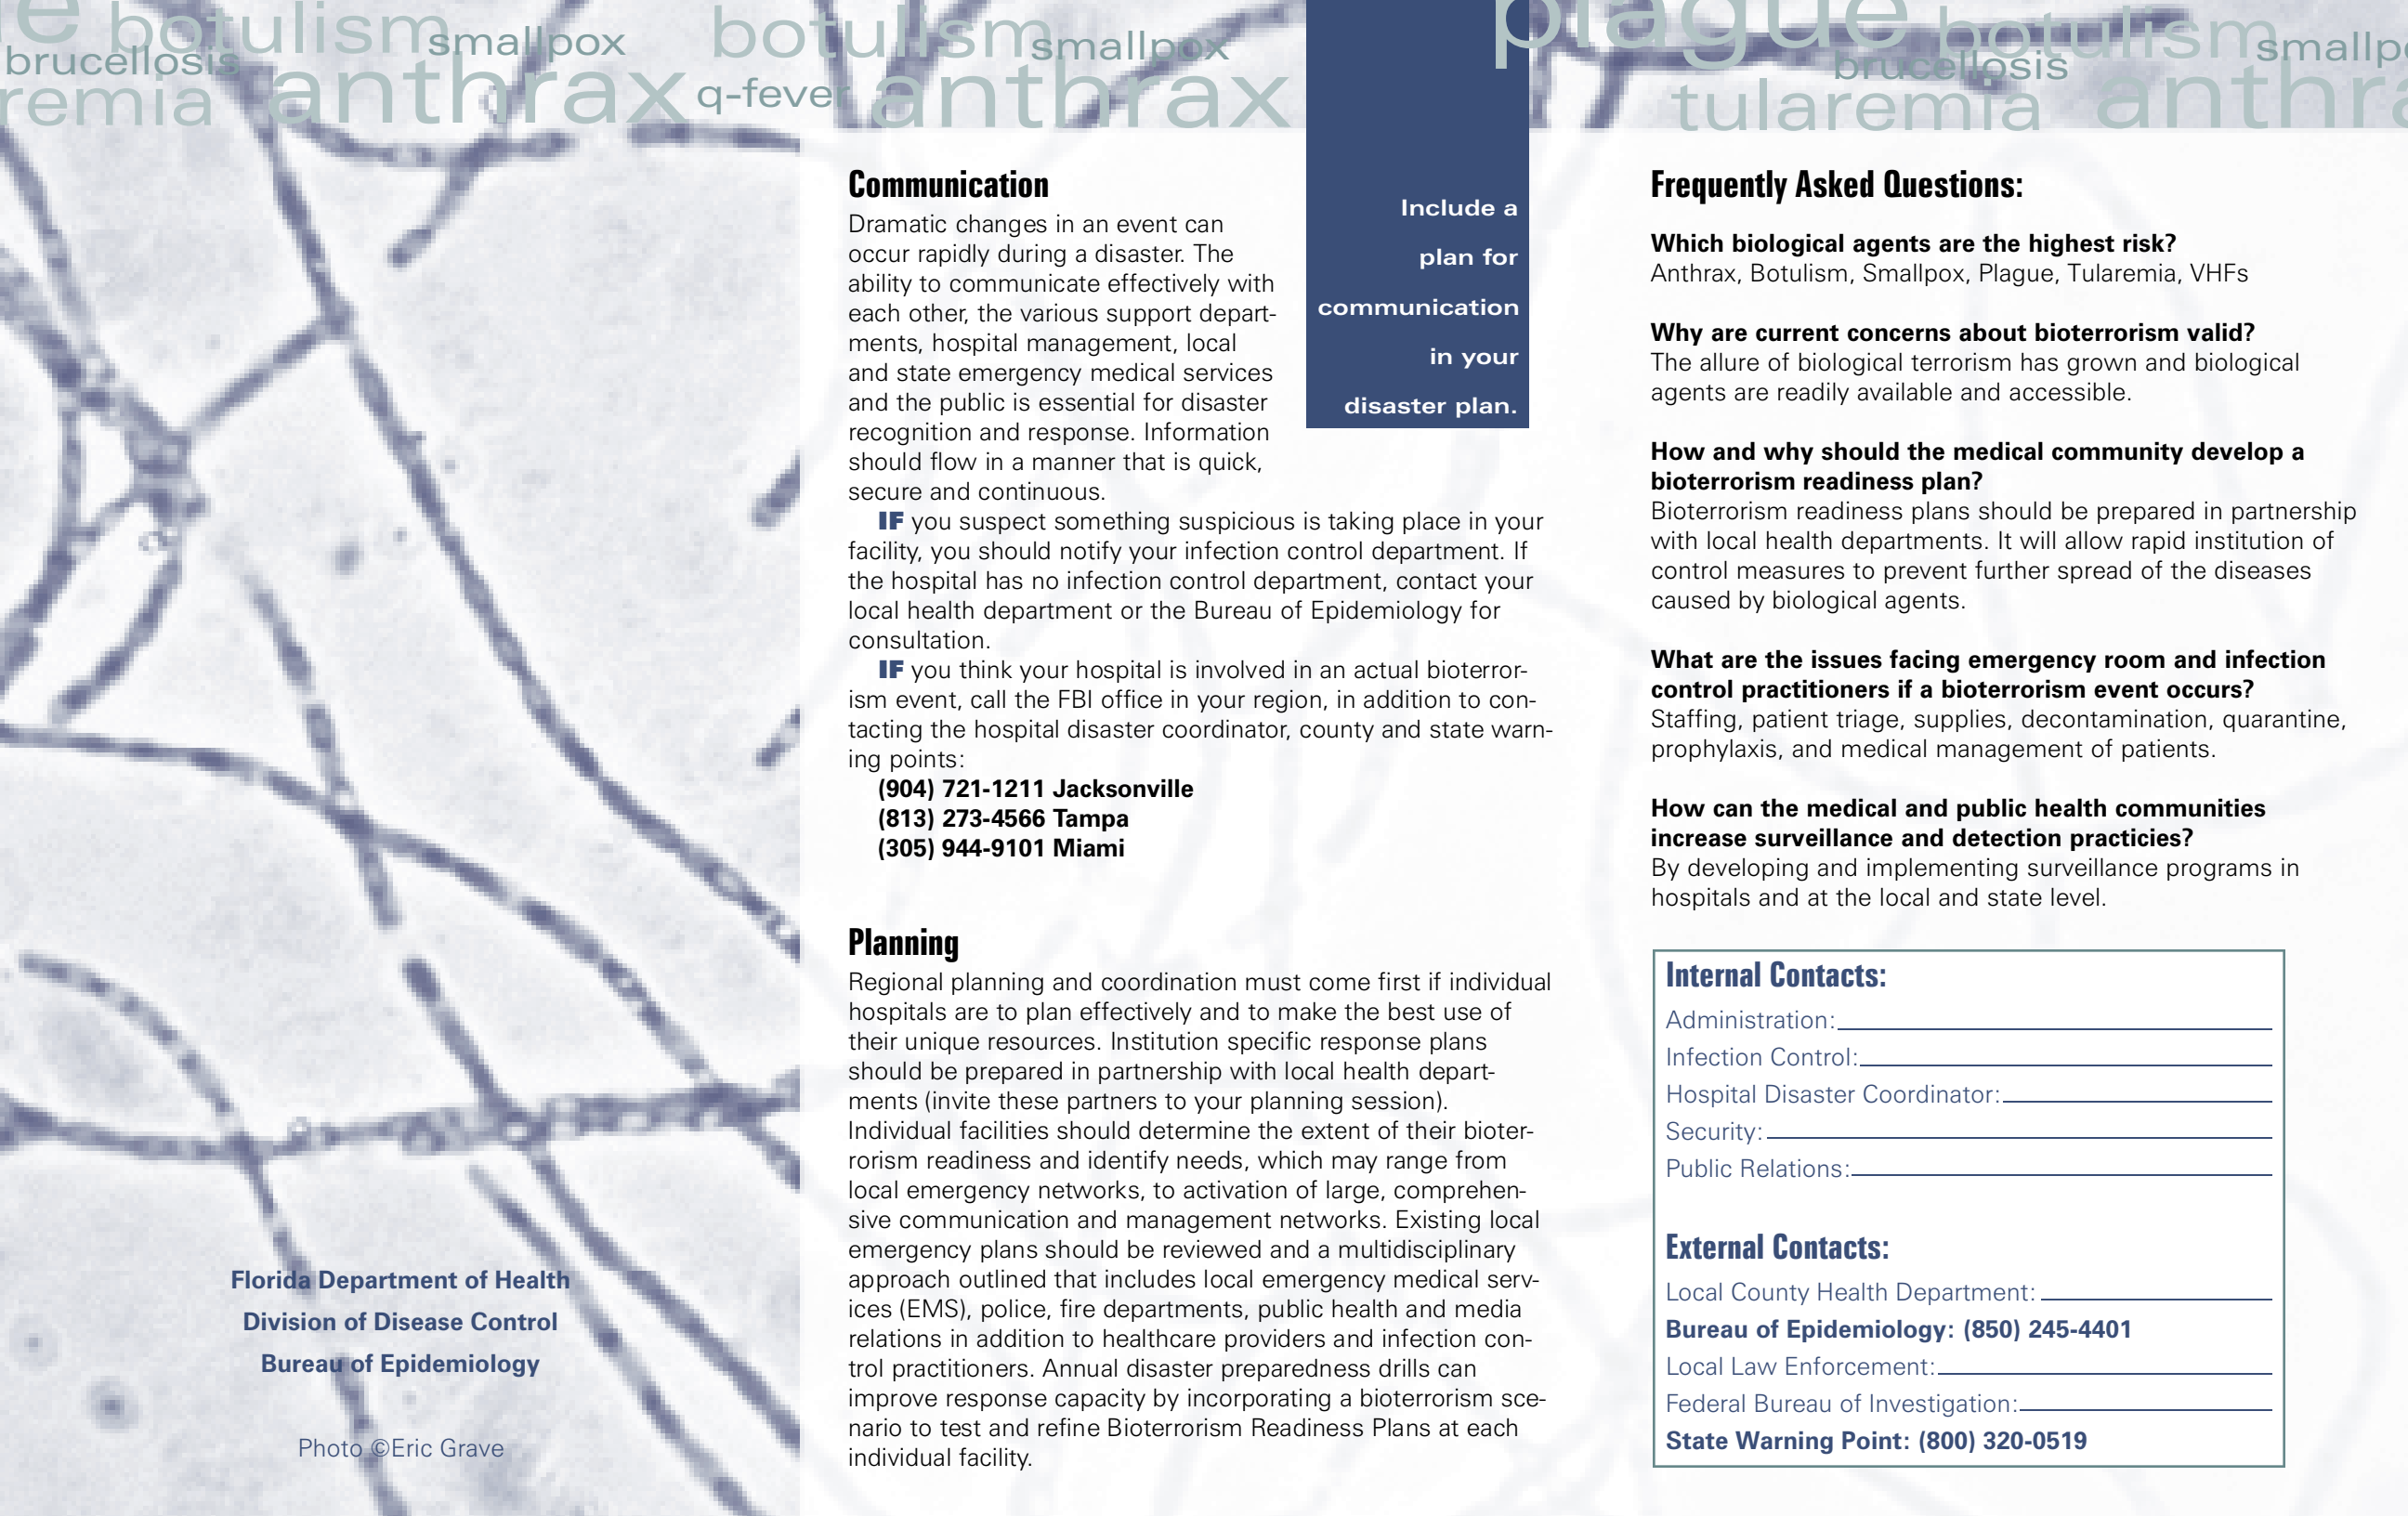 e botulism smallpox botulism smallpox plague botulism smallpo
brucellosis anthrax q-fever anthrax brucellosis
remia tularemia anthra
Florida Department of Health
Division of Disease Control
Bureau of Epidemiology
Photo ©Eric Grave
Communication
Dramatic changes in an event can
occur rapidly during a disaster. The
ability to communicate effectively with
each other, the various support depart-
ments, hospital management, local
and state emergency medical services
and the public is essential for disaster
recognition and response. Information
should flow in a manner that is quick,
secure and continuous.
IF you suspect something suspicious is taking place in your
facility, you should notify your infection control department. If
the hospital has no infection control department, contact your
local health department or the Bureau of Epidemiology for
consultation.
IF you think your hospital is involved in an actual bioterror-
ism event, call the FBI office in your region, in addition to con-
tacting the hospital disaster coordinator, county and state warn-
ing points:
(904) 721-1211 Jacksonville
(813) 273-4566 Tampa
(305) 944-9101 Miami
Include a
plan for
communication
in your
disaster plan.
Planning
Regional planning and coordination must come first if individual
hospitals are to plan effectively and to make the best use of
their unique resources. Institution specific response plans
should be prepared in partnership with local health depart-
ments (invite these partners to your planning session).
Individual facilities should determine the extent of their bioter-
rorism readiness and identify needs, which may range from
local emergency networks, to activation of large, comprehen-
sive communication and management networks. Existing local
emergency plans should be reviewed and a multidisciplinary
approach outlined that includes local emergency medical serv-
ices (EMS), police, fire departments, public health and media
relations in addition to healthcare providers and infection con-
trol practitioners. Annual disaster preparedness drills can
improve response capacity by incorporating a bioterrorism sce-
nario to test and refine Bioterrorism Readiness Plans at each
individual facility.
Frequently Asked Questions:
Which biological agents are the highest risk?
Anthrax, Botulism, Smallpox, Plague, Tularemia, VHFs
Why are current concerns about bioterrorism valid?
The allure of biological terrorism has grown and biological
agents are readily available and accessible.
How and why should the medical community develop a
bioterrorism readiness plan?
Bioterrorism readiness plans should be prepared in partnership
with local health departments. It will allow rapid institution of
control measures to prevent further spread of the diseases
caused by biological agents.
What are the issues facing emergency room and infection
control practitioners if a bioterrorism event occurs?
Staffing, patient triage, supplies, decontamination, quarantine,
prophylaxis, and medical management of patients.
How can the medical and public health communities
increase surveillance and detection practicies?
By developing and implementing surveillance programs in
hospitals and at the local and state level.
Internal Contacts:
Administration:
Infection Control:
Hospital Disaster Coordinator:
Security:
Public Relations:
External Contacts:
Local County Health Department:
Bureau of Epidemiology: (850) 245-4401
Local Law Enforcement:
Federal Bureau of Investigation:
State Warning Point: (800) 320-0519